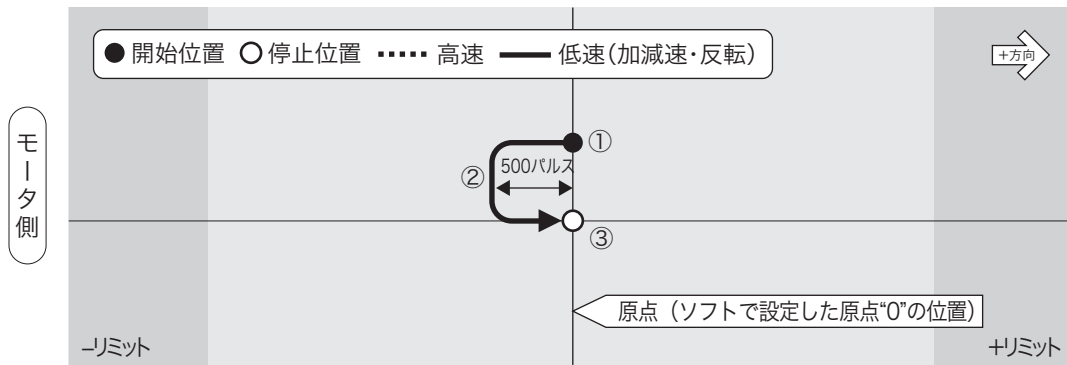 ●開始位置 ○停止位置 ····· 高速 ━━ 低速(加減速・反転)
+方向
モータ側
①
500パルス
②
③
原点(ソフトで設定した原点“0”の位置)
−リミット
+リミット